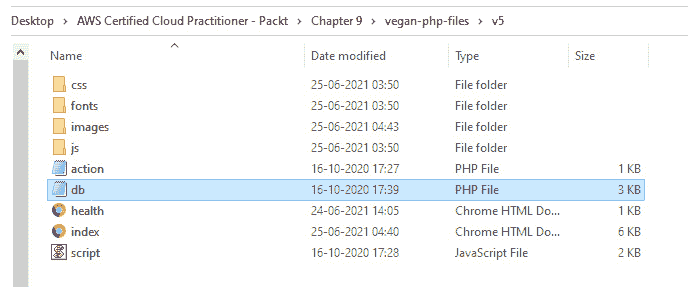 Desktop > AWS Certified Cloud Practitioner - Packt > Chapter 9 > vegan-php-files > v5
Name Date modified Type Size
css 25-06-2021 03:50 File folder
fonts 25-06-2021 03:50 File folder
images 25-06-2021 04:43 File folder
js 25-06-2021 03:50 File folder
action 16-10-2020 17:27 PHP File 1 KB
db 16-10-2020 17:39 PHP File 3 KB
health 24-06-2021 14:05 Chrome HTML Do... 1 KB
index 25-06-2021 04:40 Chrome HTML Do... 6 KB
script 16-10-2020 17:28 JavaScript File 2 KB